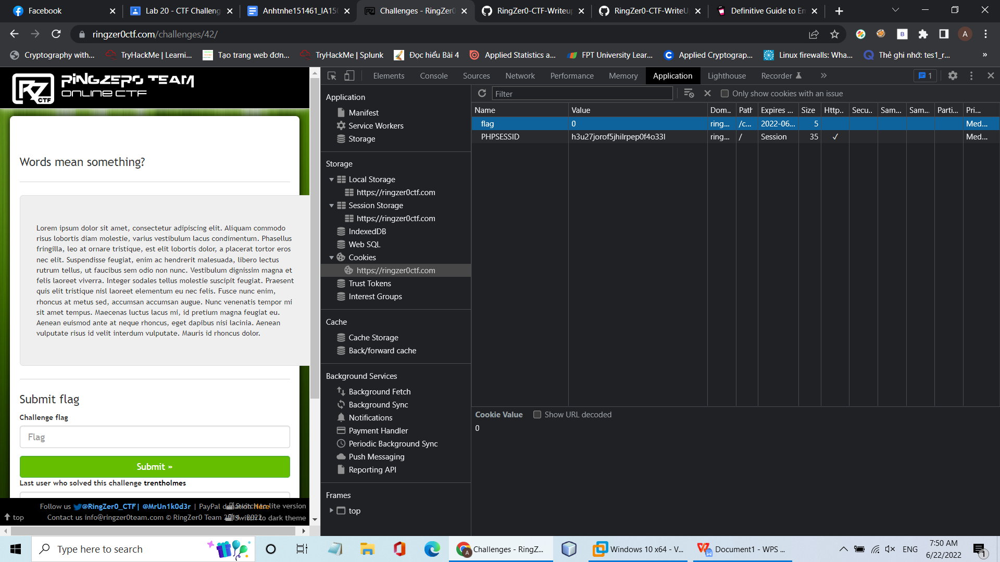 Facebook
Lab 20 - CTF Challeng
Anhtnhe151461_IA150
Challenges - RingZer0
RingZer0-CTF-Writeup
RingZer0-CTF-WriteU
Definitive Guide to En
ringzer0ctf.com/challenges/42/
A
Cryptography with...
TryHackMe | Learni...
Tạo trang web đơn...
TryHackMe | Splunk
Đọc hiểu Bài 4
Applied Statistics a...
FPT University Lear...
Applied Cryptograp...
Linux firewalls: Wha...
Thẻ ghi nhớ: tes1_r...
»
RZ CTF
RINGZER0 TEAM
ONLINE CTF
Elements
Console
Sources
Network
Performance
Memory
Application
Lighthouse
Recorder
»
1
Words mean something?
Lorem ipsum dolor sit amet, consectetur adipiscing elit. Aliquam commodo
risus lobortis diam molestie, varius vestibulum lacus condimentum. Phasellus
fringilla, leo at ornare tristique, est elit lobortis dolor, a placerat tortor eros
nec elit. Suspendisse feugiat, enim ac hendrerit malesuada, libero lectus
rutrum tellus, ut faucibus sem odio non nunc. Vestibulum dignissim magna et
felis laoreet viverra. Integer sodales tellus molestie suscipit feugiat. Praesent
quis elit tristique nisl laoreet elementum eu nec felis. Fusce nunc enim,
rhoncus at metus sed, accumsan accumsan augue. Nunc venenatis tempor mi
sit amet tempus. Maecenas luctus lacus mi, id pretium magna feugiat eu.
Aenean euismod ante at neque rhoncus, eget dapibus nisi lacinia. Aenean
vulputate risus id velit interdum vulputate. Mauris id rhoncus dolor.
Submit flag
Challenge flag
Flag
Submit »
Last user who solved this challenge trentholmes
Follow us @RingZer0_CTF | @MrUn1k0d3r | PayPal donation Here
Switch to lite version
top
Contact us info@ringzer0team.com © RingZer0 Team 2014 - 2022
Switch to dark theme
Application
Manifest
Service Workers
Storage
Storage
Local Storage
https://ringzer0ctf.com
Session Storage
https://ringzer0ctf.com
IndexedDB
Web SQL
Cookies
https://ringzer0ctf.com
Trust Tokens
Interest Groups
Cache
Cache Storage
Back/forward cache
Background Services
Background Fetch
Background Sync
Notifications
Payment Handler
Periodic Background Sync
Push Messaging
Reporting API
Frames
top
Filter
Only show cookies with an issue
Name Value Dom.. Path Expires ... Size Http.. Secu.. Sam... Sam... Parti... Pri...
flag 0 ring... /c... 2022-06... 5 Med...
PHPSESSID h3u27jorof5jhilrpep0f4o33l ring... / Session 35 ✓ Med...
Cookie Value
Show URL decoded
0
Type here to search
Challenges - RingZ...
Windows 10 x64 - V...
Document1 - WPS ...
ENG
7:50 AM
6/22/2022
1